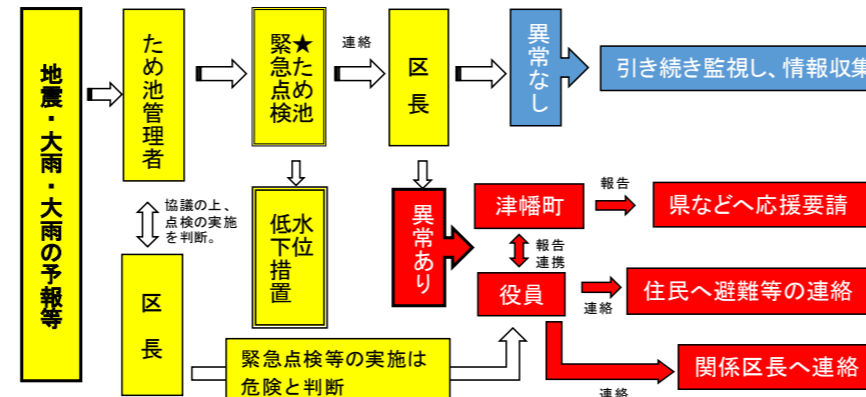 地震・大雨・大雨の予報等
ため池管理者
★ため池
緊急点検
連絡
区長
異常なし
引き続き監視し、情報収集
協議の上、
点検の実施
を判断。
水位
低下措置
異常あり
津幡町
報告
県などへ応援要請
報告
連携
役員
連絡
住民へ避難等の連絡
区長
緊急点検等の実施は
危険と判断
連絡
関係区長へ連絡